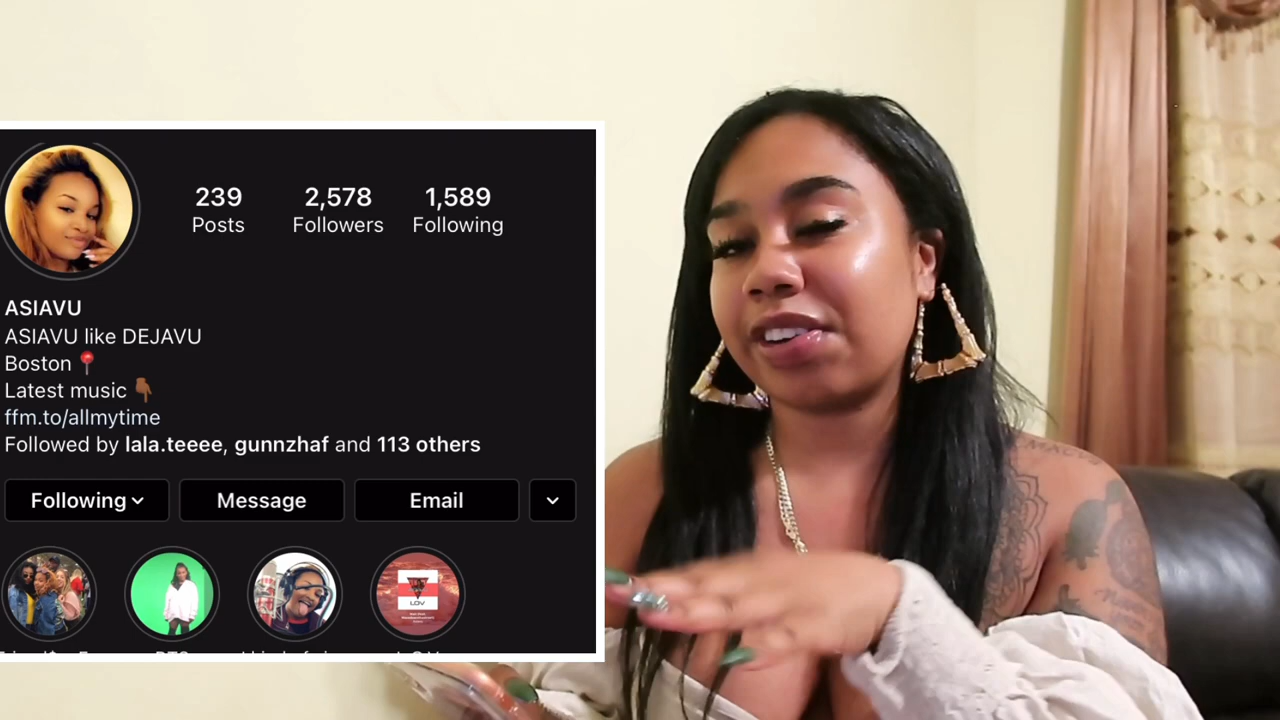 239 2,578 1,589
Posts Followers Following
ASIAVU
ASIAVU like DEJAVU
Boston 📍
Latest music 👇🏾
ffm.to/allmytime
Followed by lala.teeee, gunnzhaf and 113 others
Following Message Email
LOV